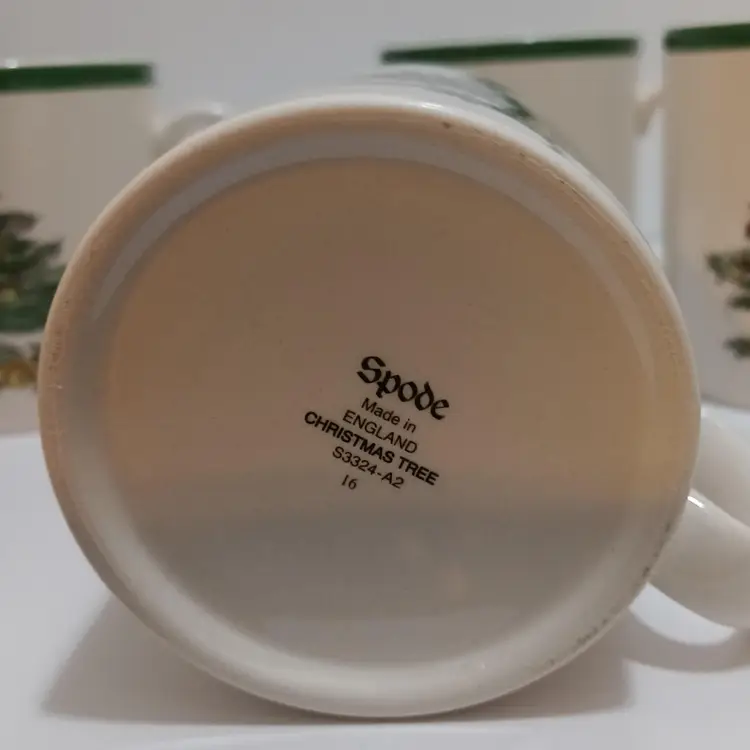 Spode
Made in
ENGLAND
CHRISTMAS TREE
S3324-A2
16